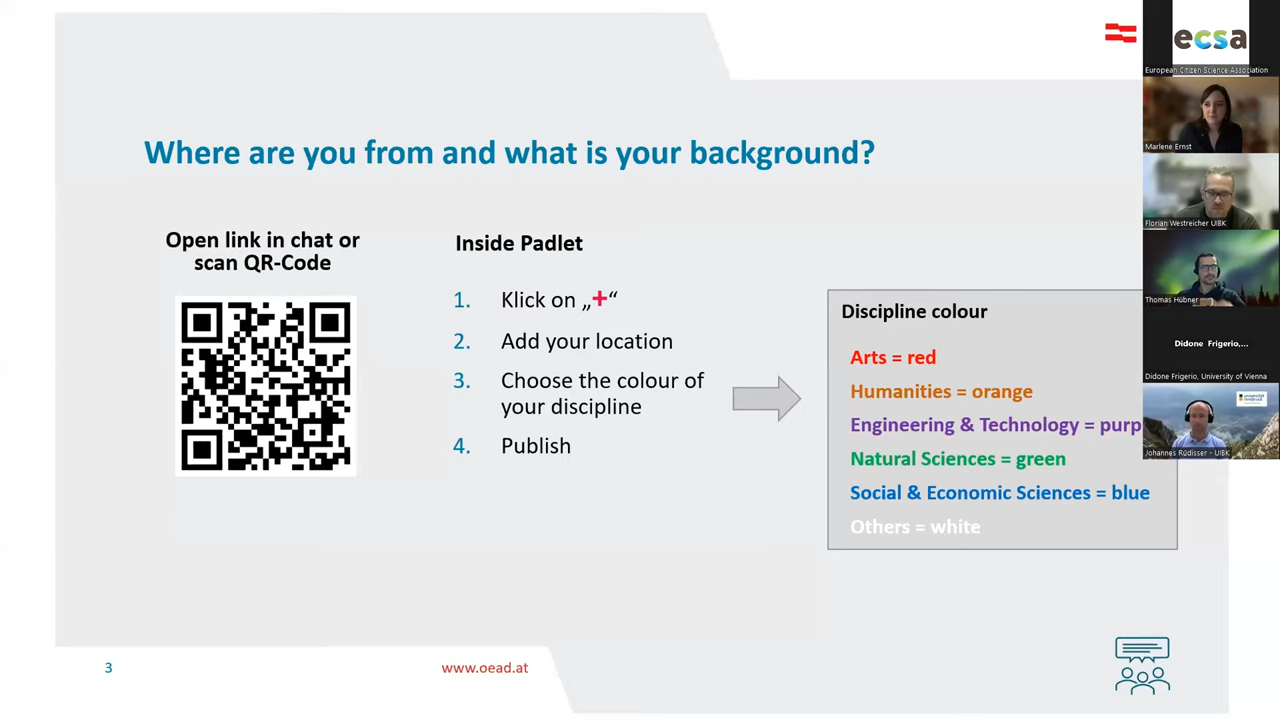 Where are you from and what is your background?
Open link in chat or
scan QR-Code
Inside Padlet
1. Klick on „+“
2. Add your location
3. Choose the colour of
your discipline
4. Publish
Discipline colour
Arts = red
Humanities = orange
Engineering & Technology = purp
Natural Sciences = green
Social & Economic Sciences = blue
Others = white
3
www.oead.at
ecsa
European Citizen Science Association
Marlene Ernst
Florian Westreicher UIBK
Thomas Hübner
Didone Frigerio,...
Didone Frigerio, University of Vienna
universität
innsbruck
Johannes Rüdisser - UIBK